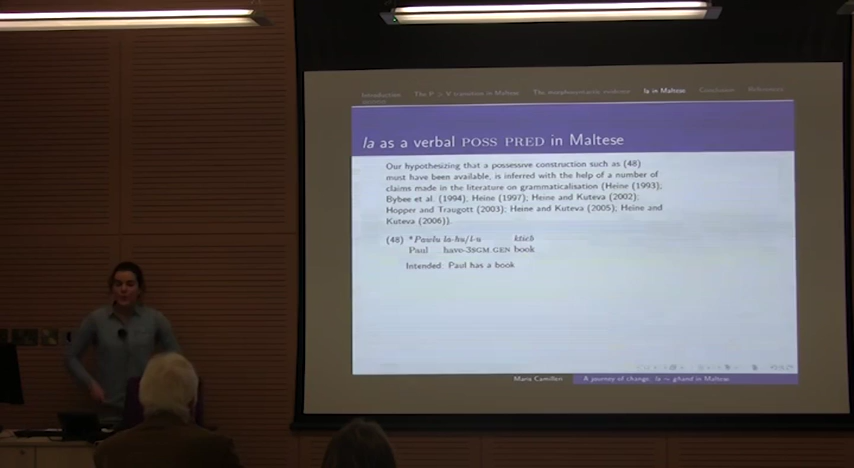 Introduction The P > V transition in Maltese The morphosyntactic evidence la in Maltese Conclusion References
la as a verbal POSS PRED in Maltese
Our hypothesizing that a possessive construction such as (48)
must have been available, is inferred with the help of a number of
claims made in the literature on grammaticalisation (Heine (1993);
Bybee et al. (1994); Heine (1997); Heine and Kuteva (2002);
Hopper and Traugott (2003); Heine and Kuteva (2005); Heine and
Kuteva (2006)).
(48) *Pawlu la-hu/l-u ktieb
Paul have-3SGM.GEN book
Intended: Paul has a book
Maris Camilleri A journey of change: la ~ għand in Maltese